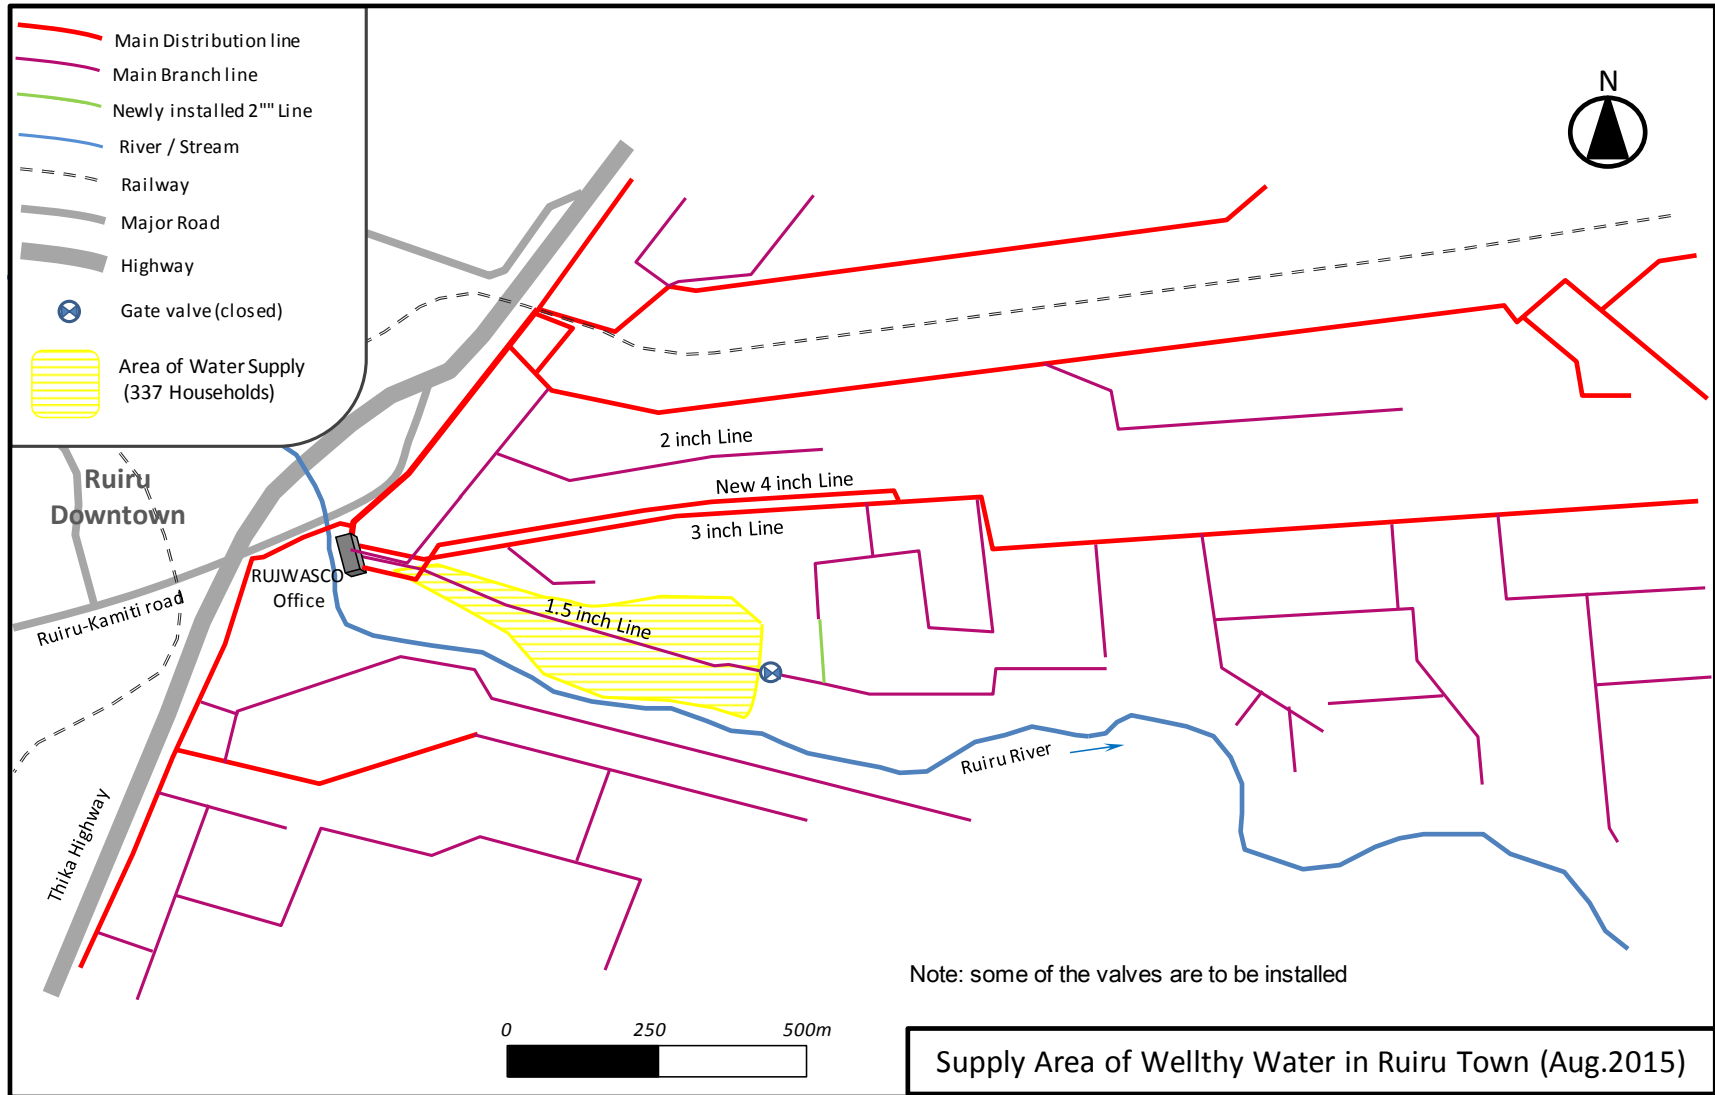 Main Distribution line
Main Branch line
Newly installed 2"" Line
River / Stream
Railway
Major Road
Highway
Gate valve (closed)
Area of Water Supply
(337 Households)
N
Ruiru
Downtown
2 inch Line
New 4 inch Line
3 inch Line
RUJWASCO
Office
1.5 inch Line
Ruiru-Kamiti road
Ruiru River
Thika Highway
Note: some of the valves are to be installed
0 250 500m
Supply Area of Wellthy Water in Ruiru Town (Aug.2015)